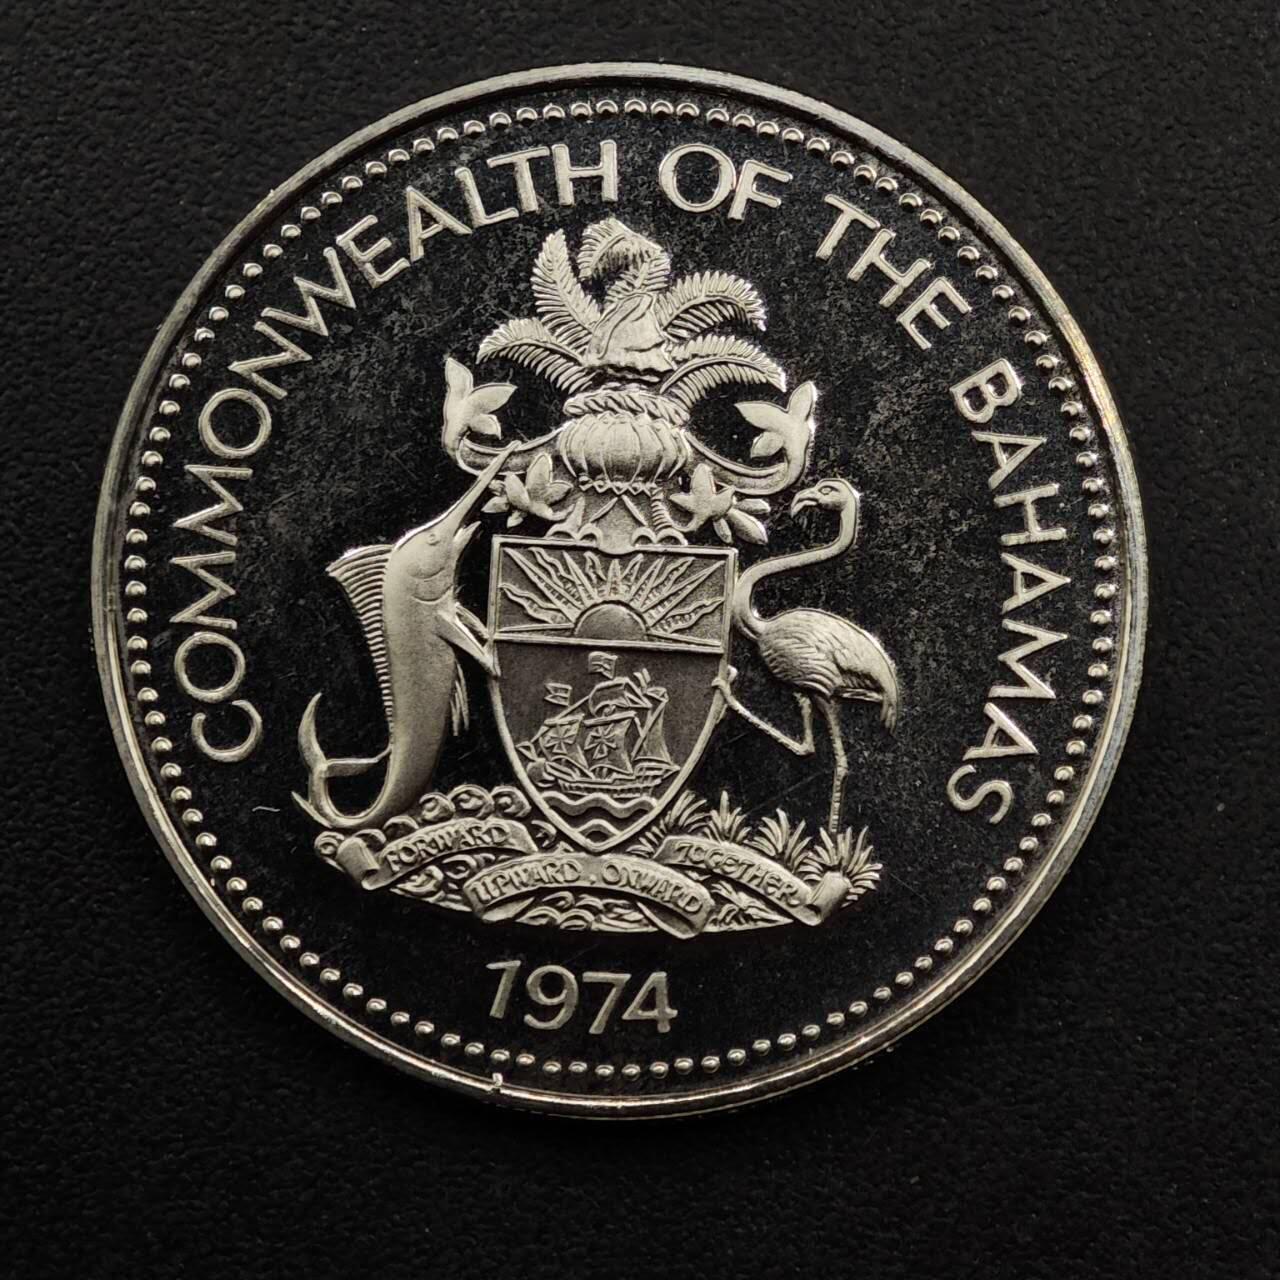 COMMONWEALTH OF THE BAHAMAS
FORWARD
UPWARD . ONWARD
TOGETHER
1974